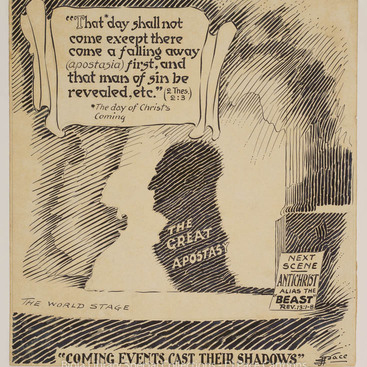 "That* day shall not
come except there
come a falling away
(apostasia) first, and
that man of sin be
revealed, etc." (2 Thes.
2:3)
*The day of Christ's
Coming
THE
GREAT
APOSTASY
NEXT
SCENE
ANTICHRIST
ALIAS THE
BEAST
REV. 13:1-8
THE WORLD STAGE
"COMING EVENTS CAST THEIR SHADOWS"
Pace